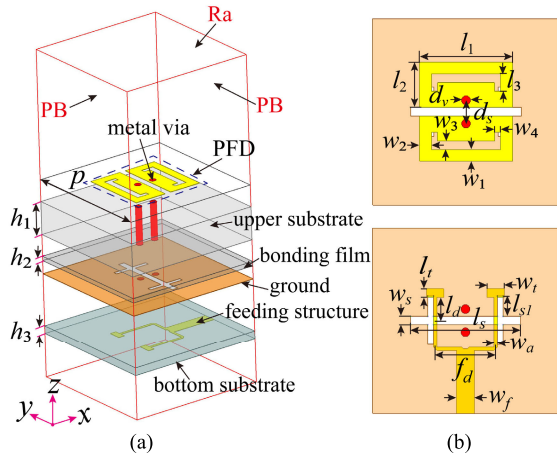 Ra
PB
PB
metal via
PFD
p
h1
upper substrate
h2
bonding film
ground
feeding structure
h3
bottom substrate
z
y
x
(a)
(b)
l1
l2
l3
dv
ds
w3
w4
w2
w1
lt
wt
ws
ld
ls
ls1
wa
fd
wf